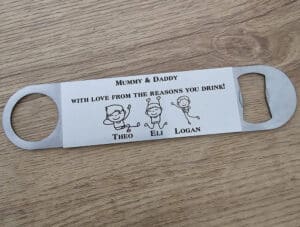 Mummy & Daddy
with love from the reasons you drink!
Theo Eli Logan